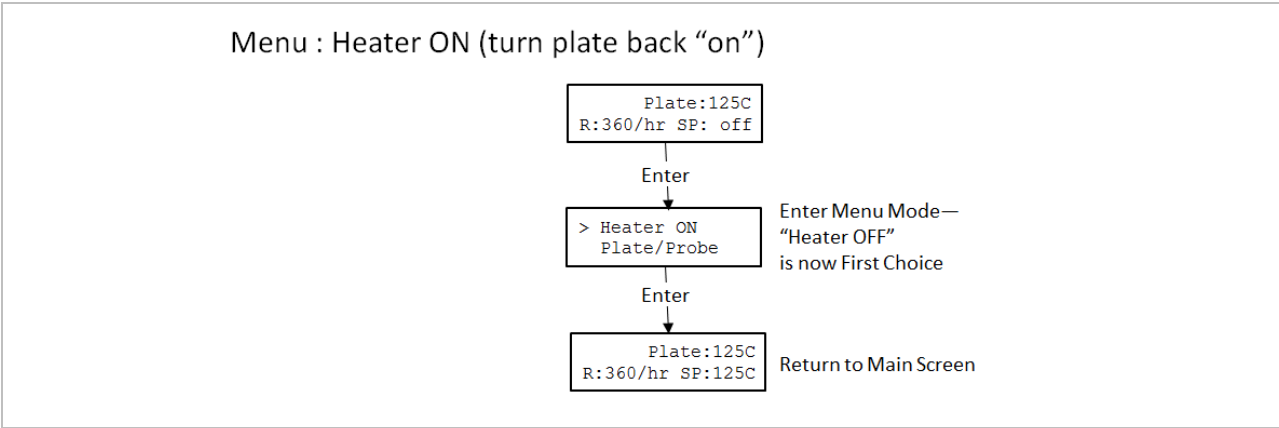 Menu : Heater ON (turn plate back “on”)
Plate:125C
R:360/hr SP: off
Enter
> Heater ON
Plate/Probe
Enter Menu Mode—
“Heater OFF”
is now First Choice
Enter
Plate:125C
R:360/hr SP:125C
Return to Main Screen